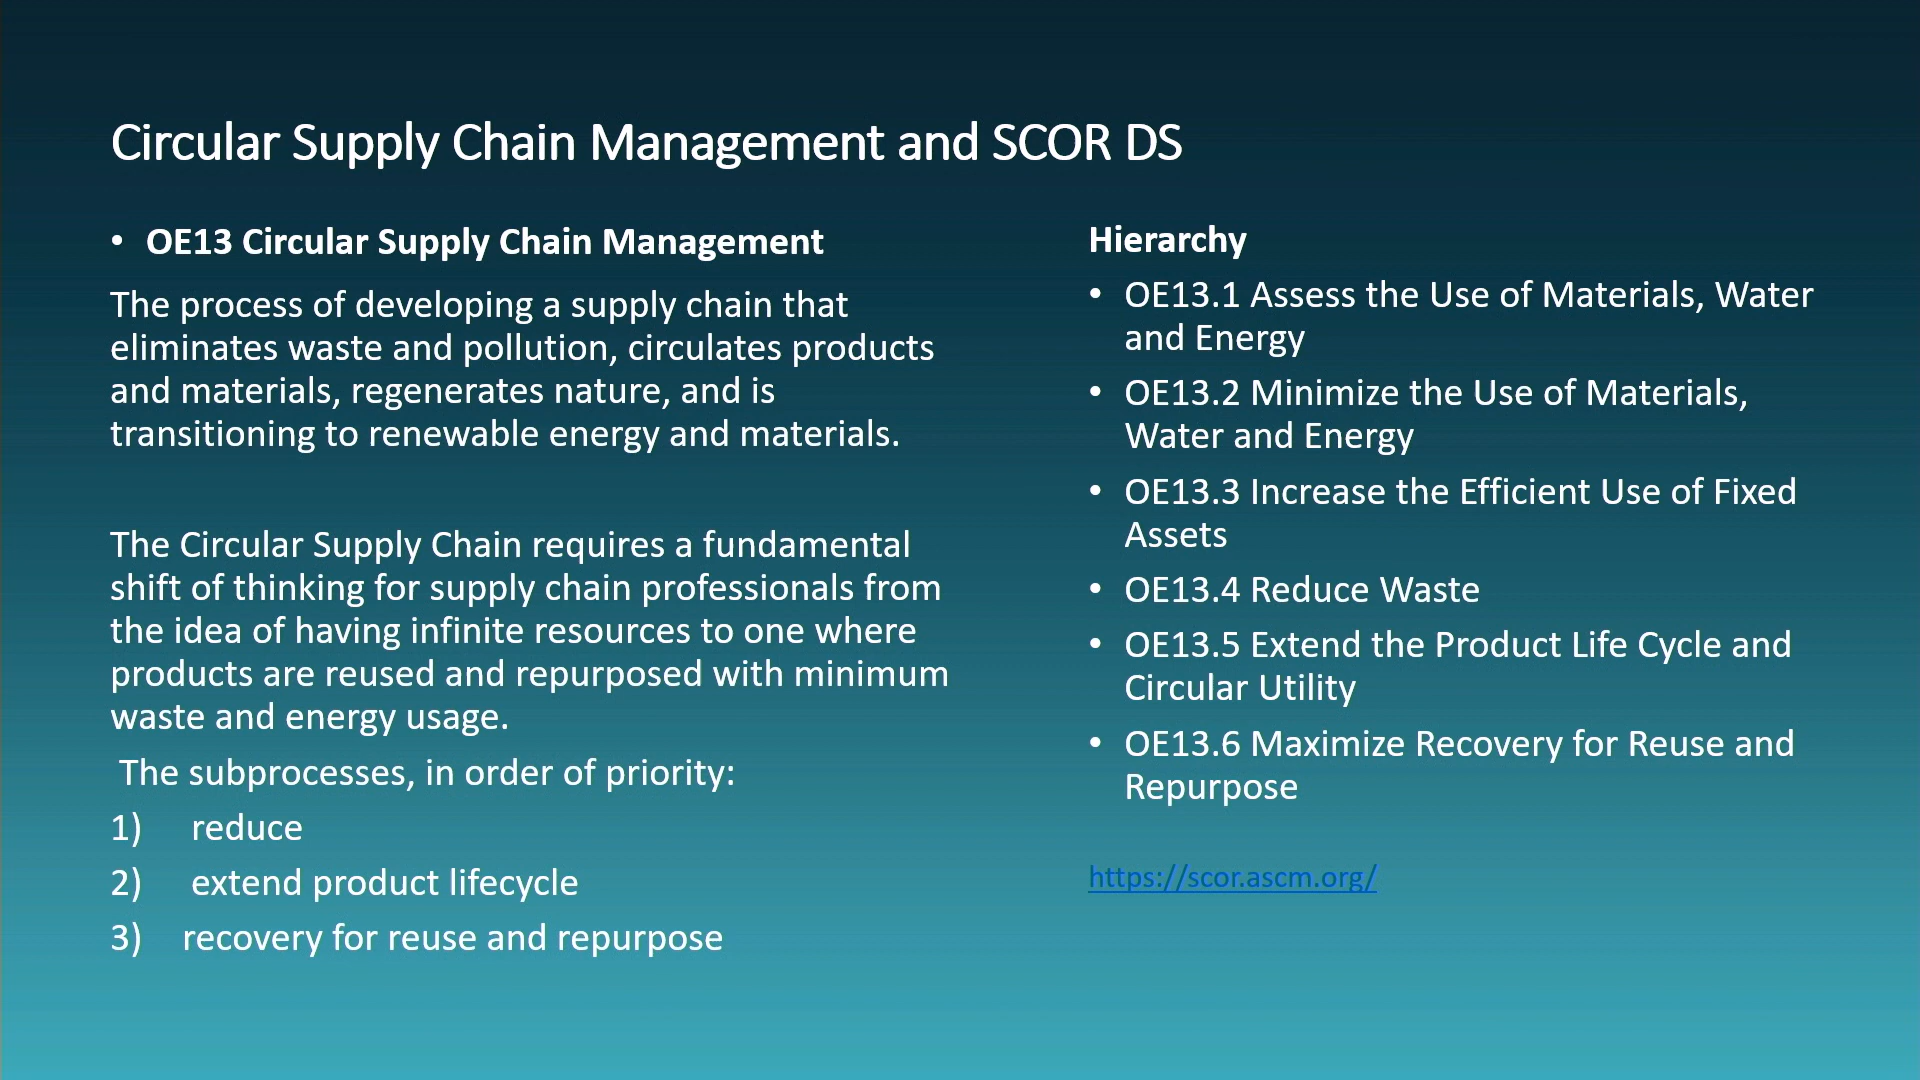 Circular Supply Chain Management and SCOR DS
• OE13 Circular Supply Chain Management
The process of developing a supply chain that
eliminates waste and pollution, circulates products
and materials, regenerates nature, and is
transitioning to renewable energy and materials.
The Circular Supply Chain requires a fundamental
shift of thinking for supply chain professionals from
the idea of having infinite resources to one where
products are reused and repurposed with minimum
waste and energy usage.
The subprocesses, in order of priority:
1) reduce
2) extend product lifecycle
3) recovery for reuse and repurpose
Hierarchy
• OE13.1 Assess the Use of Materials, Water
and Energy
• OE13.2 Minimize the Use of Materials,
Water and Energy
• OE13.3 Increase the Efficient Use of Fixed
Assets
• OE13.4 Reduce Waste
• OE13.5 Extend the Product Life Cycle and
Circular Utility
• OE13.6 Maximize Recovery for Reuse and
Repurpose
https://scor.ascm.org/